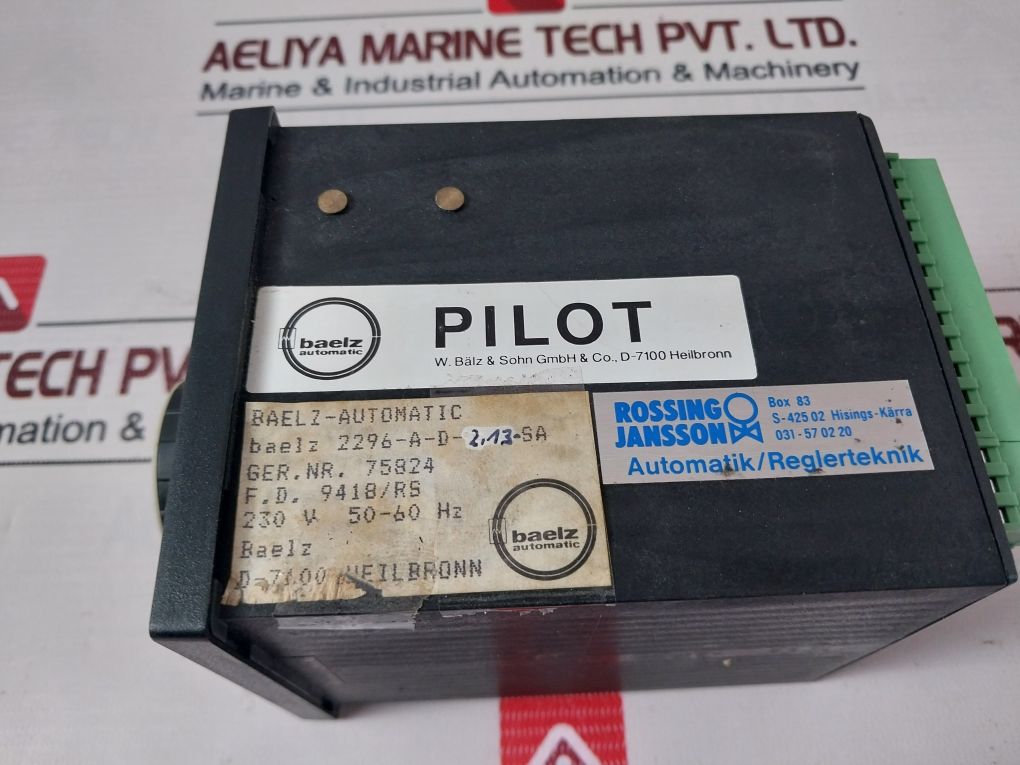 AELIYA MARINE TECH PVT. LTD.
Marine & Industrial Automation & Machinery
TECH PV
mation &
baelz
automatic
PILOT
W. Bälz & Sohn GmbH & Co., D-7100 Heilbronn
BAELZ-AUTOMATIC
baelz 2296-A-D-2.13-SA
GER.NR. 75824
F.D. 9418/RS
230 V 50-60 Hz
Baelz
D-7100 HEILBRONN
baelz
automatic
ROSSING
JANSSON
Box 83
S-425 02 Hisings-Kärra
031-57 02 20
Automatik/Reglerteknik